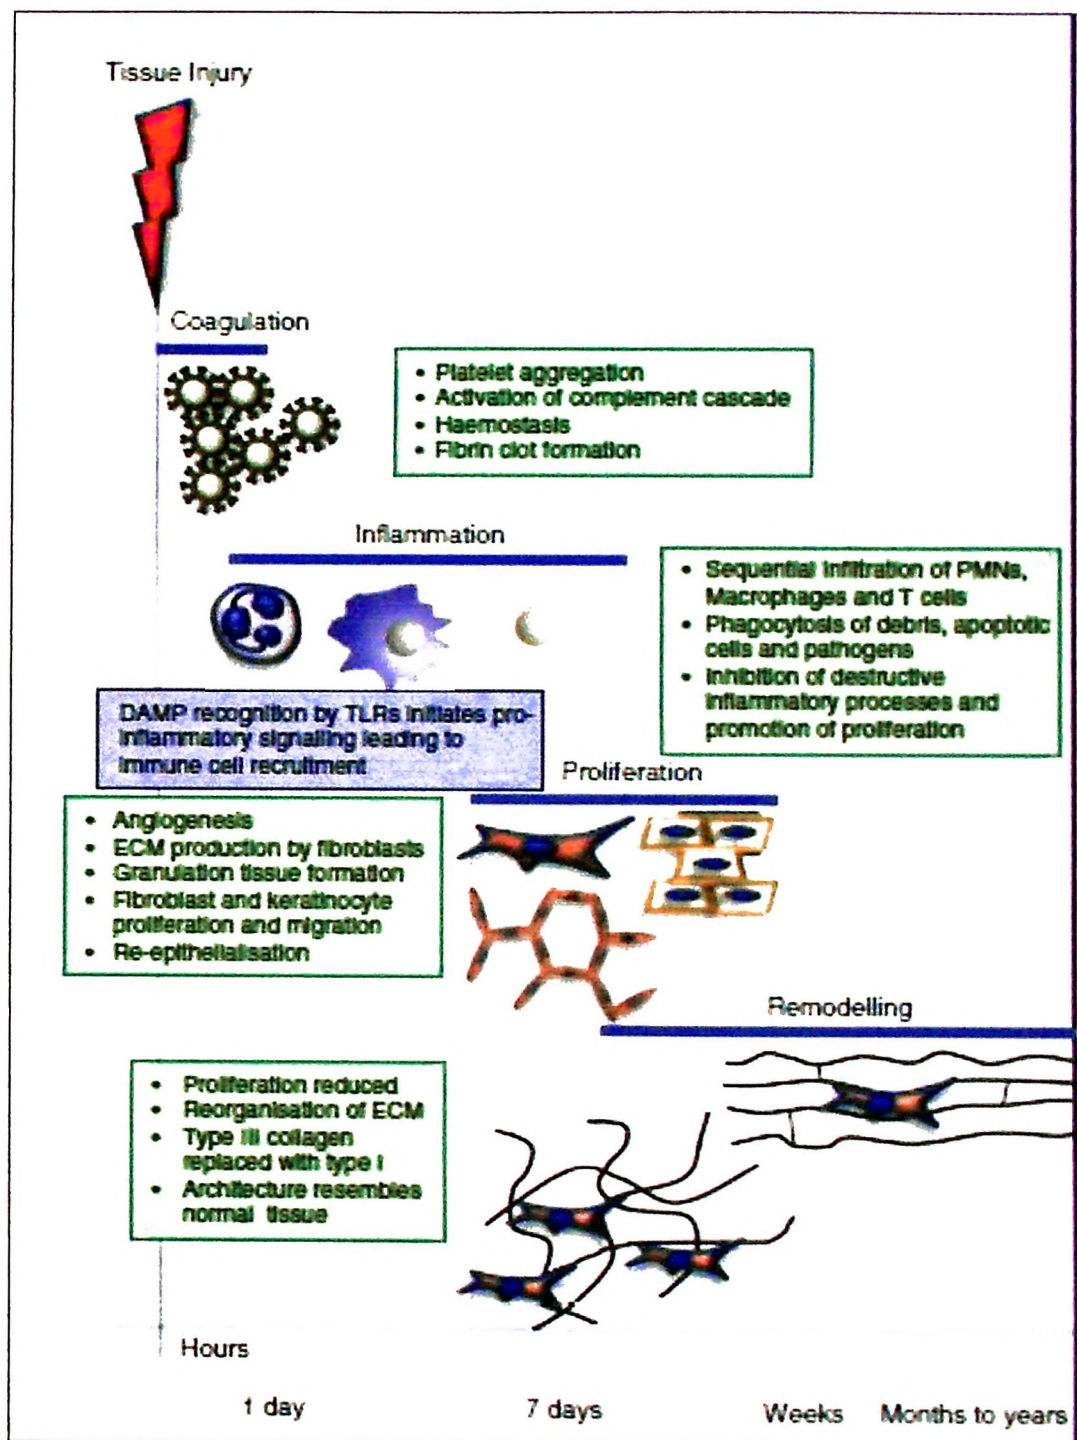 Tissue Injury
Coagulation
• Platelet aggregation
• Activation of complement cascade
• Haemostasis
• Fibrin clot formation
Inflammation
• Sequential infiltration of PMNs,
Macrophages and T cells
• Phagocytosis of debris, apoptotic
cells and pathogens
• Inhibition of destructive
inflammatory processes and
promotion of proliferation
DAMP recognition by TLRs initiates pro-
inflammatory signalling leading to
immune cell recruitment
Proliferation
• Angiogenesis
• ECM production by fibroblasts
• Granulation tissue formation
• Fibroblast and keratinocyte
proliferation and migration
• Re-epithelialisation
Remodelling
• Proliferation reduced
• Reorganisation of ECM
• Type III collagen
replaced with type I
• Architecture resembles
normal tissue
Hours
1 day
7 days
Weeks
Months to years